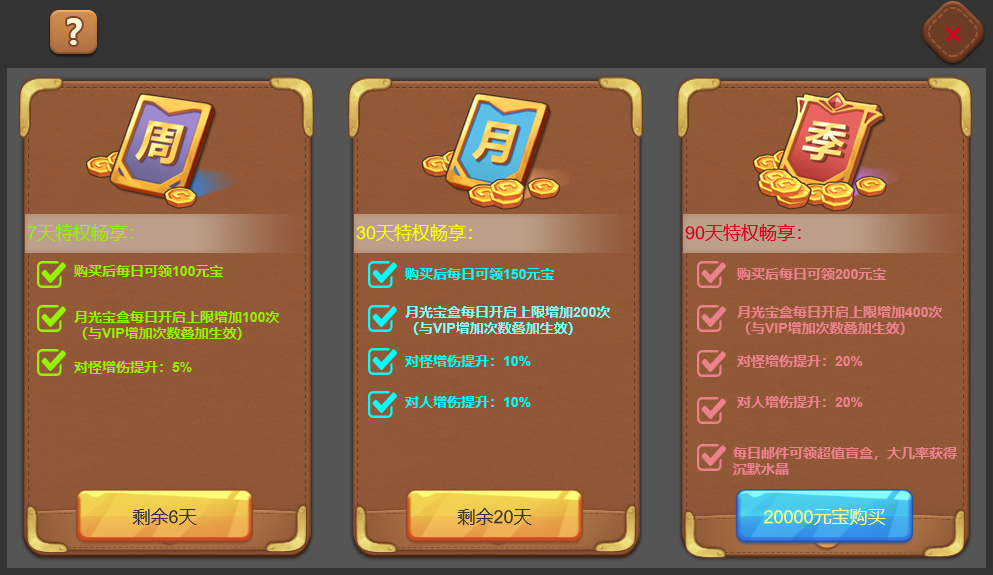 ?
周
7天特权畅享:
购买后每日可领100元宝
月光宝盒每日开启上限增加100次
（与VIP增加次数叠加生效）
对怪增伤提升：5%
剩余6天
月
30天特权畅享:
购买后每日可领150元宝
月光宝盒每日开启上限增加200次
（与VIP增加次数叠加生效）
对怪增伤提升：10%
对人增伤提升：10%
剩余20天
季
90天特权畅享:
购买后每日可领200元宝
月光宝盒每日开启上限增加400次
（与VIP增加次数叠加生效）
对怪增伤提升：20%
对人增伤提升：20%
每日邮件可领超值盲盒，大几率获得
沉默水晶
20000元宝购买